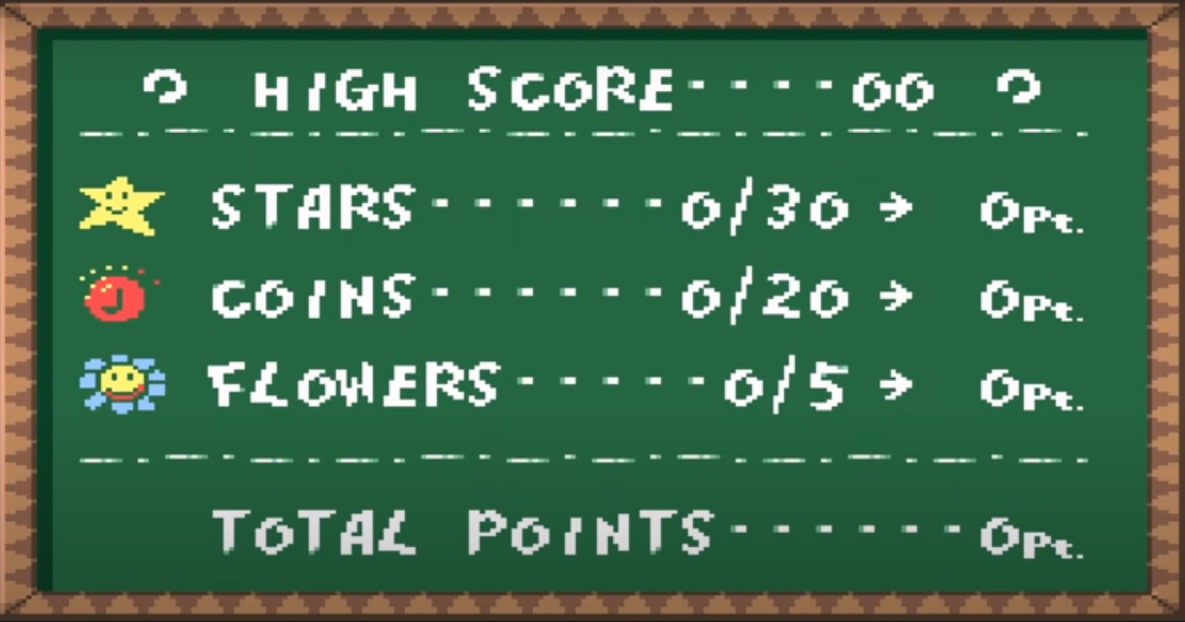 HIGH SCORE----00
STARS------0/30 → 0Pt.
COINS------0/20 → 0Pt.
FLOWERS-----0/5 → 0Pt.
TOTAL POINTS------0Pt.